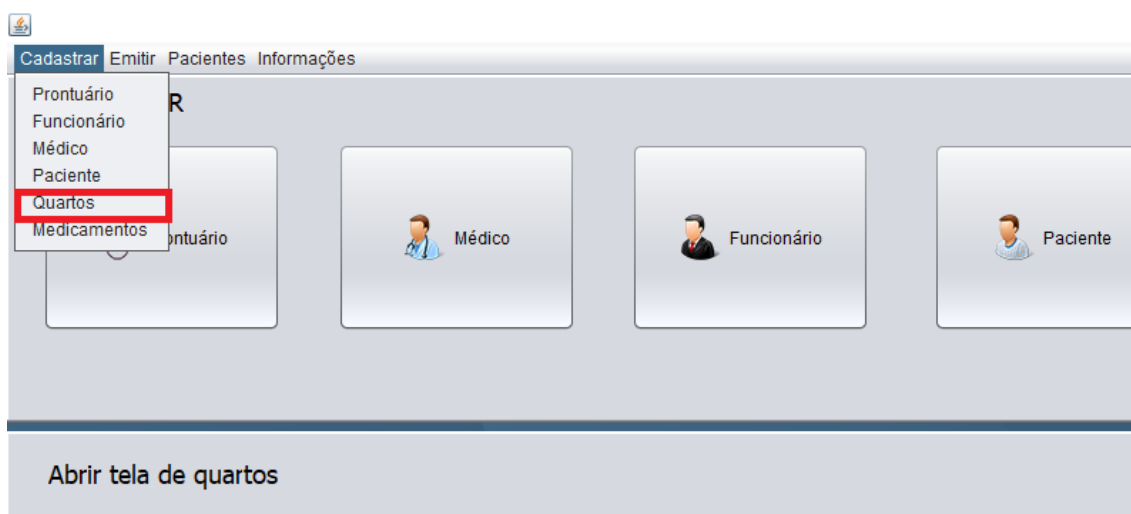 Cadastrar Emitir Pacientes Informações
Prontuário
R
Funcionário
Médico
Paciente
Quartos
Medicamentos
ontuário
Médico
Funcionário
Paciente
Abrir tela de quartos